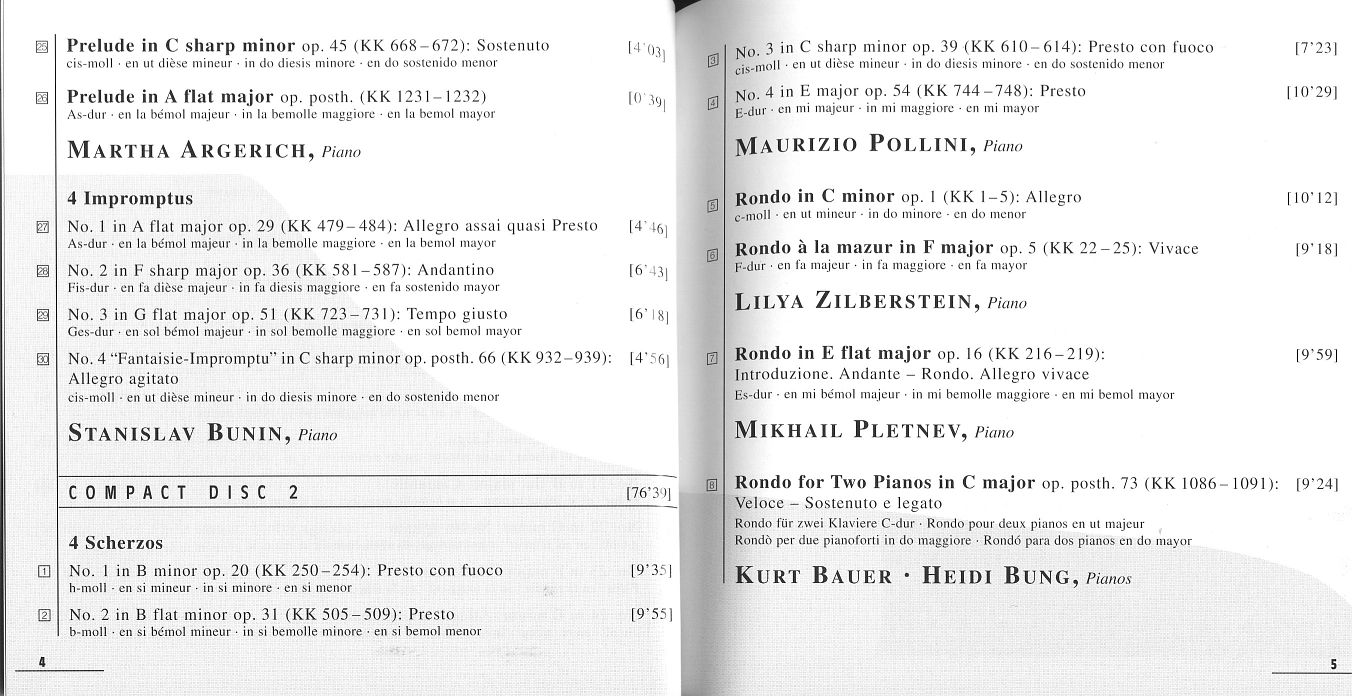 25 Prelude in C sharp minor op. 45 (KK 668–672): Sostenuto [4'03]
cis-moll · en ut dièse mineur · in do diesis minore · en do sostenido menor
26 Prelude in A flat major op. posth. (KK 1231–1232) [0'39]
As-dur · en la bémol majeur · in la bemolle maggiore · en la bemol mayor
MARTHA ARGERICH, Piano
4 Impromptus
27 No. 1 in A flat major op. 29 (KK 479–484): Allegro assai quasi Presto [4'46]
As-dur · en la bémol majeur · in la bemolle maggiore · en la bemol mayor
28 No. 2 in F sharp major op. 36 (KK 581–587): Andantino [6'43]
Fis-dur · en fa dièse majeur · in fa diesis maggiore · en fa sostenido mayor
29 No. 3 in G flat major op. 51 (KK 723–731): Tempo giusto [6'18]
Ges-dur · en sol bémol majeur · in sol bemolle maggiore · en sol bemol mayor
30 No. 4 “Fantaisie-Impromptu” in C sharp minor op. posth. 66 (KK 932–939): [4'56]
Allegro agitato
cis-moll · en ut dièse mineur · in do diesis minore · en do sostenido menor
STANISLAV BUNIN, Piano
COMPACT DISC 2 [76'39]
4 Scherzos
1 No. 1 in B minor op. 20 (KK 250–254): Presto con fuoco [9'35]
h-moll · en si mineur · in si minore · en si menor
2 No. 2 in B flat minor op. 31 (KK 505–509): Presto [9'55]
b-moll · en si bémol mineur · in si bemolle minore · en si bemol menor
4
3 No. 3 in C sharp minor op. 39 (KK 610–614): Presto con fuoco [7'23]
cis-moll · en ut dièse mineur · in do diesis minore · en do sostenido menor
4 No. 4 in E major op. 54 (KK 744–748): Presto [10'29]
E-dur · en mi majeur · in mi maggiore · en mi mayor
MAURIZIO POLLINI, Piano
5 Rondo in C minor op. 1 (KK 1–5): Allegro [10'12]
c-moll · en ut mineur · in do minore · en do menor
6 Rondo à la mazur in F major op. 5 (KK 22–25): Vivace [9'18]
F-dur · en fa majeur · in fa maggiore · en fa mayor
LILYA ZILBERSTEIN, Piano
7 Rondo in E flat major op. 16 (KK 216–219): [9'59]
Introduzione. Andante – Rondo. Allegro vivace
Es-dur · en mi bémol majeur · in mi bemolle maggiore · en mi bemol mayor
MIKHAIL PLETNEV, Piano
8 Rondo for Two Pianos in C major op. posth. 73 (KK 1086–1091): [9'24]
Veloce – Sostenuto e legato
Rondo für zwei Klaviere C-dur · Rondo pour deux pianos en ut majeur
Rondò per due pianoforti in do maggiore · Rondó para dos pianos en do mayor
KURT BAUER · HEIDI BUNG, Pianos
5